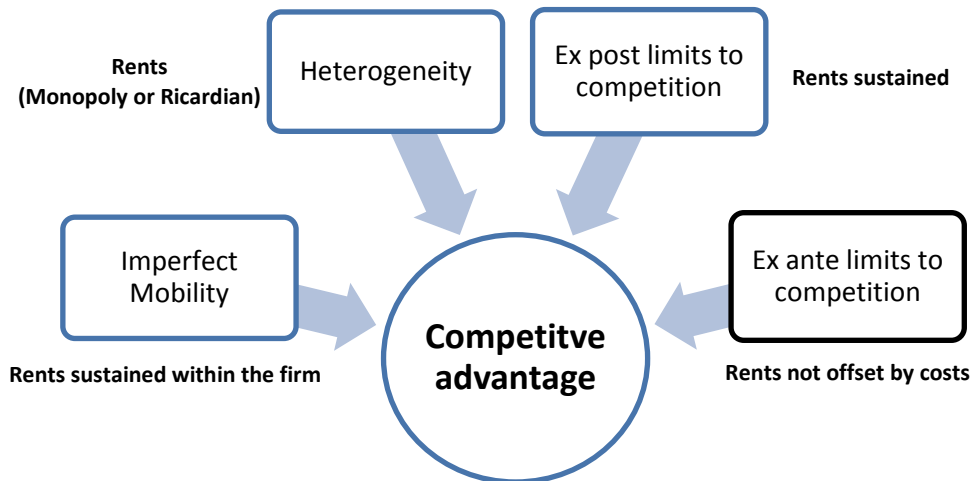 Rents
(Monopoly or Ricardian)
Heterogeneity
Ex post limits to
competition
Rents sustained
Imperfect
Mobility
Rents sustained within the firm
Competitve
advantage
Ex ante limits to
competition
Rents not offset by costs